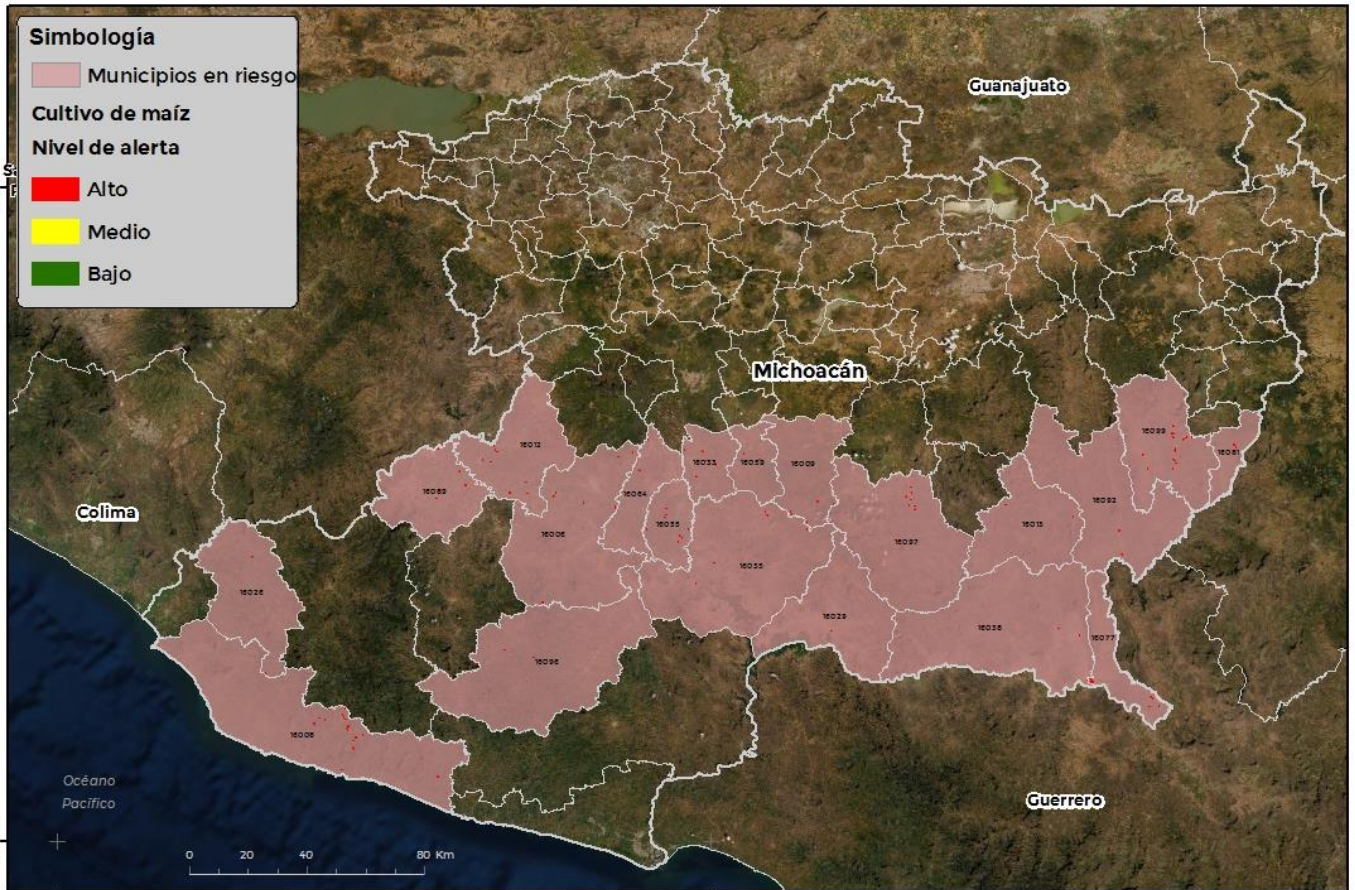 Simbología
Municipios en riesgo
Cultivo de maíz
Nivel de alerta
Alto
Medio
Bajo
Guanajuato
Michoacán
Colima
Guerrero
Océano
Pacífico
0 20 40 80 Km
16012
16089
16099
16081
16033
16059
16009
16064
16092
16013
16055
16006
16097
16035
16026
16029
16038
16077
16096
16008